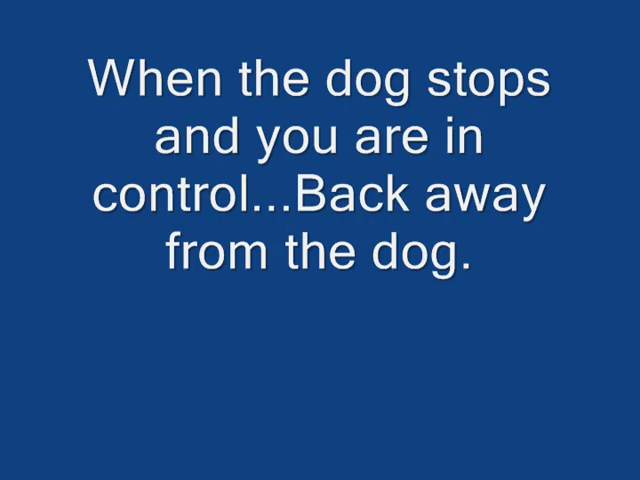 When the dog stops
and you are in
control...Back away
from the dog.